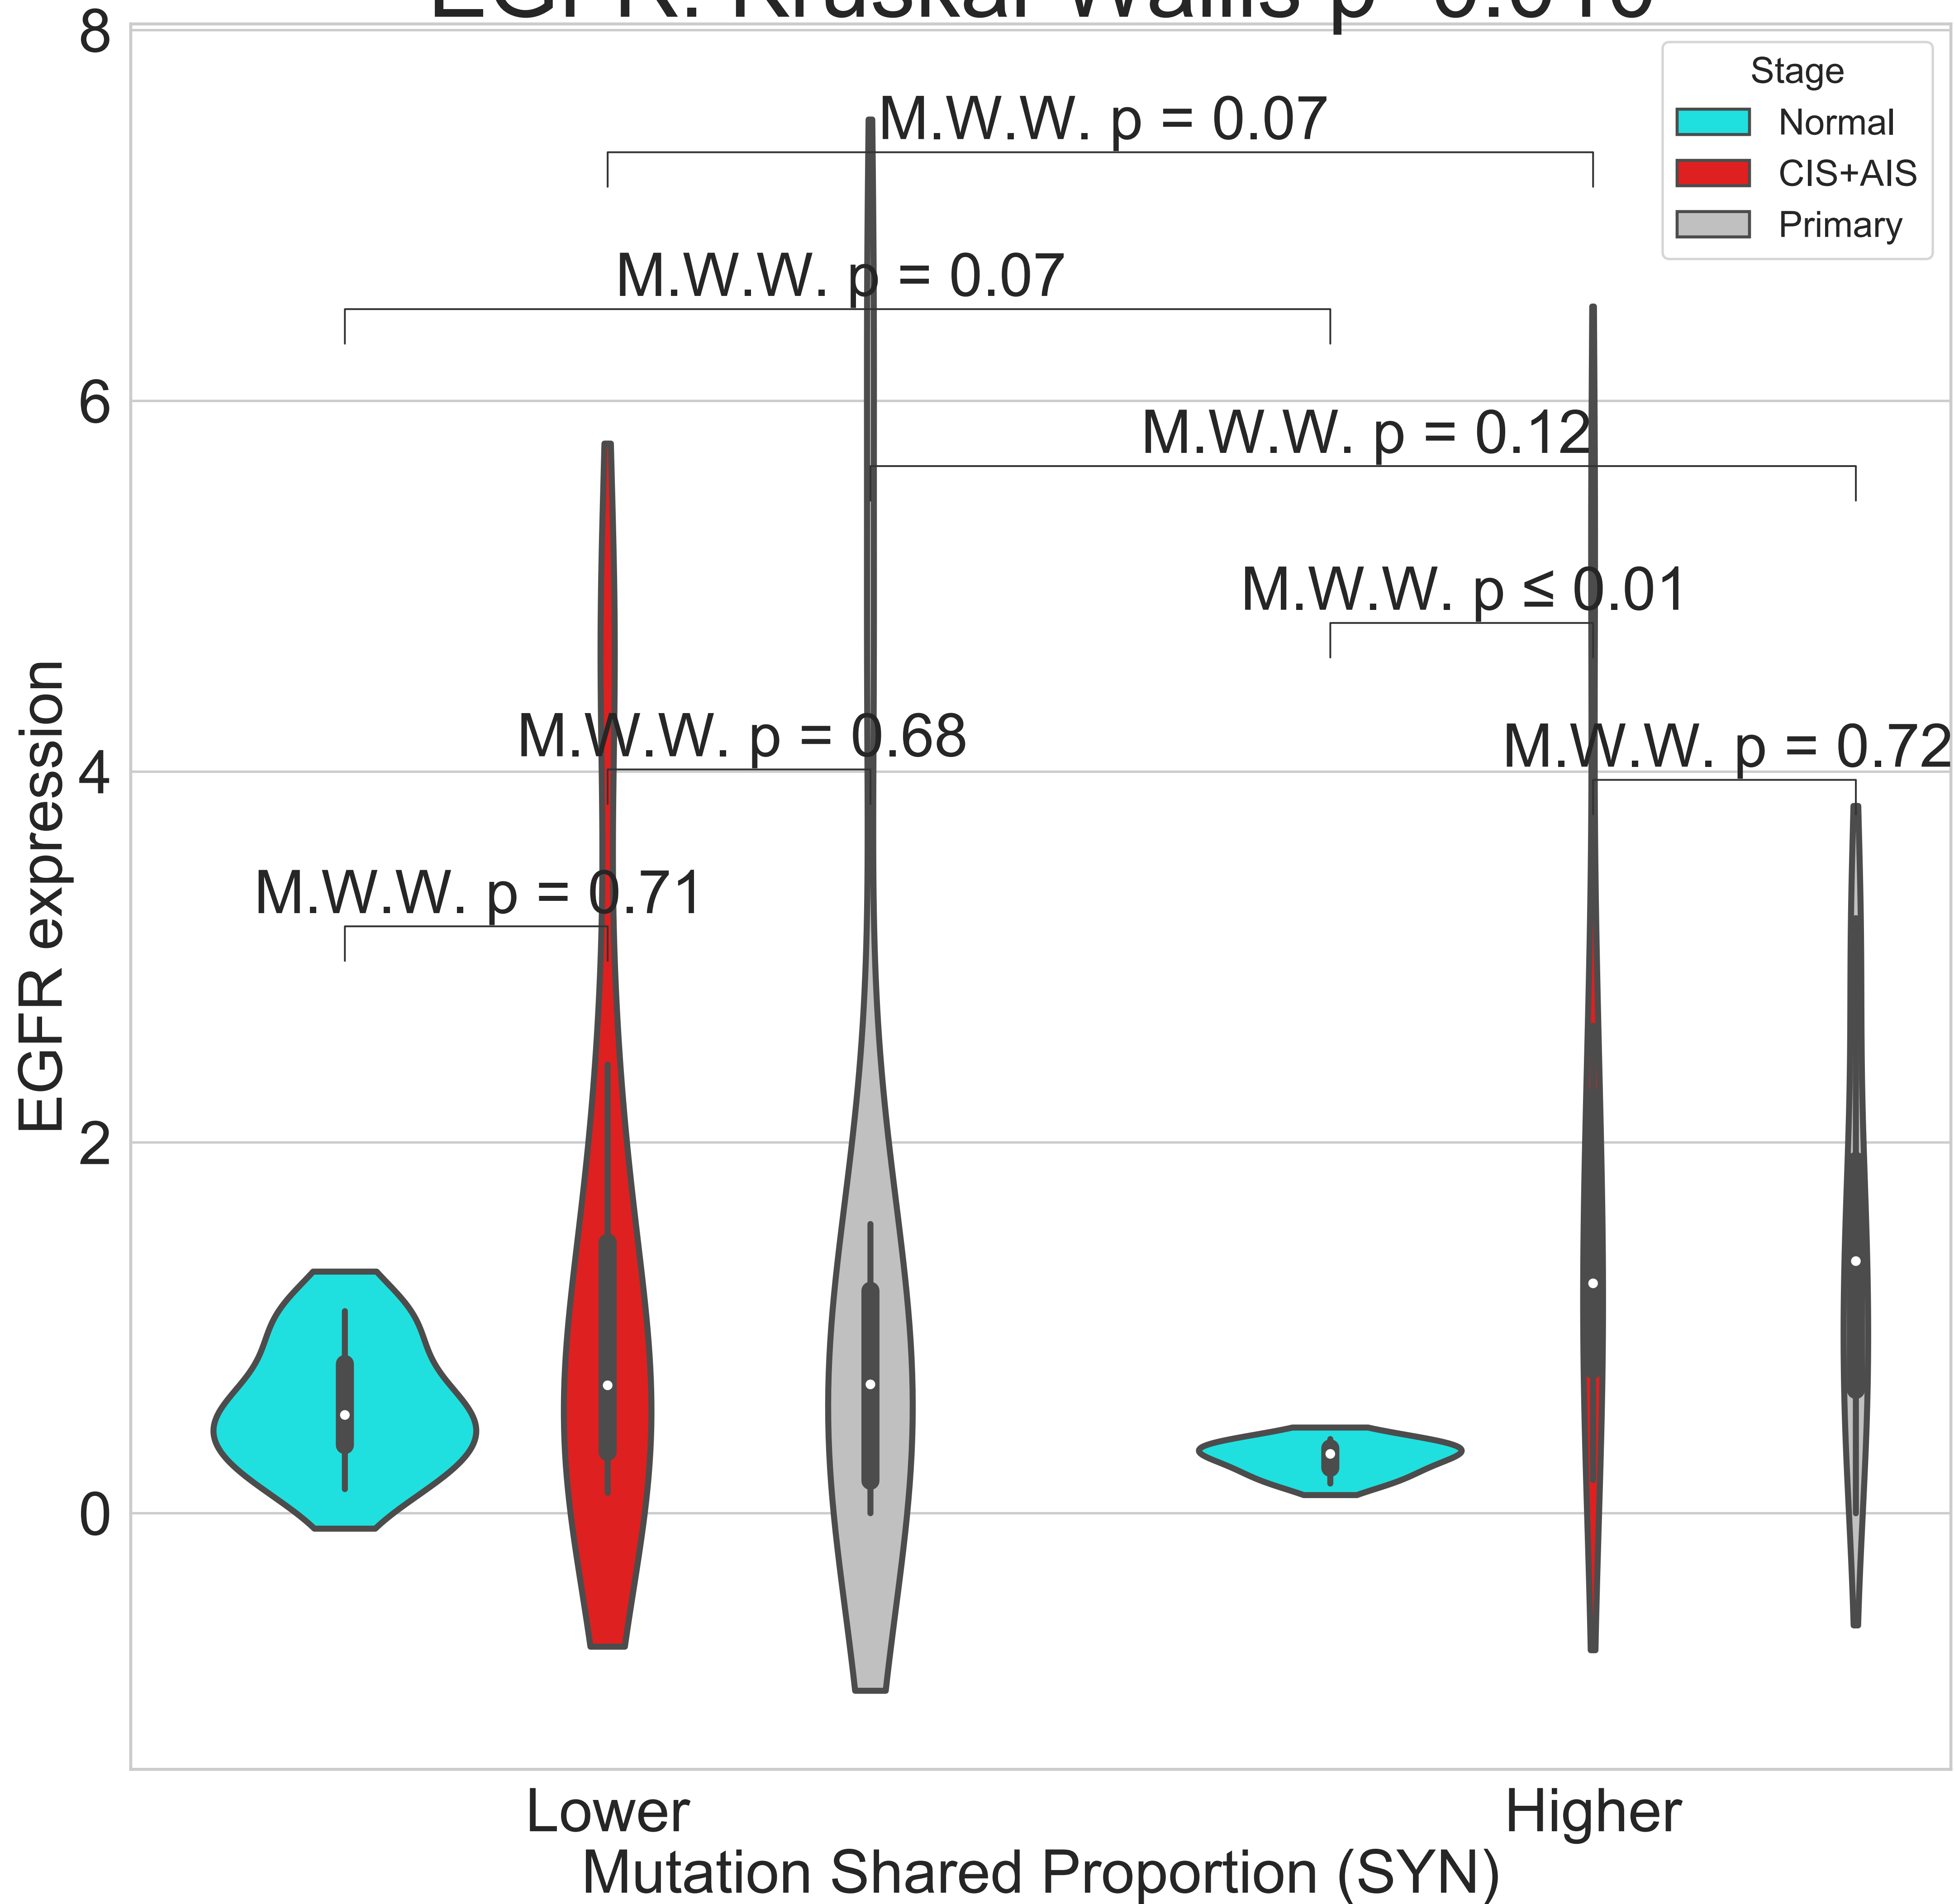 8
Stage
Normal
CIS+AIS
Primary
M.W.W. p = 0.07
M.W.W. p = 0.07
6
M.W.W. p = 0.12
M.W.W. p ≤ 0.01
M.W.W. p = 0.68
M.W.W. p = 0.72
4
M.W.W. p = 0.71
EGFR expression
2
0
Lower
Higher
Mutation Shared Proportion (SYN)